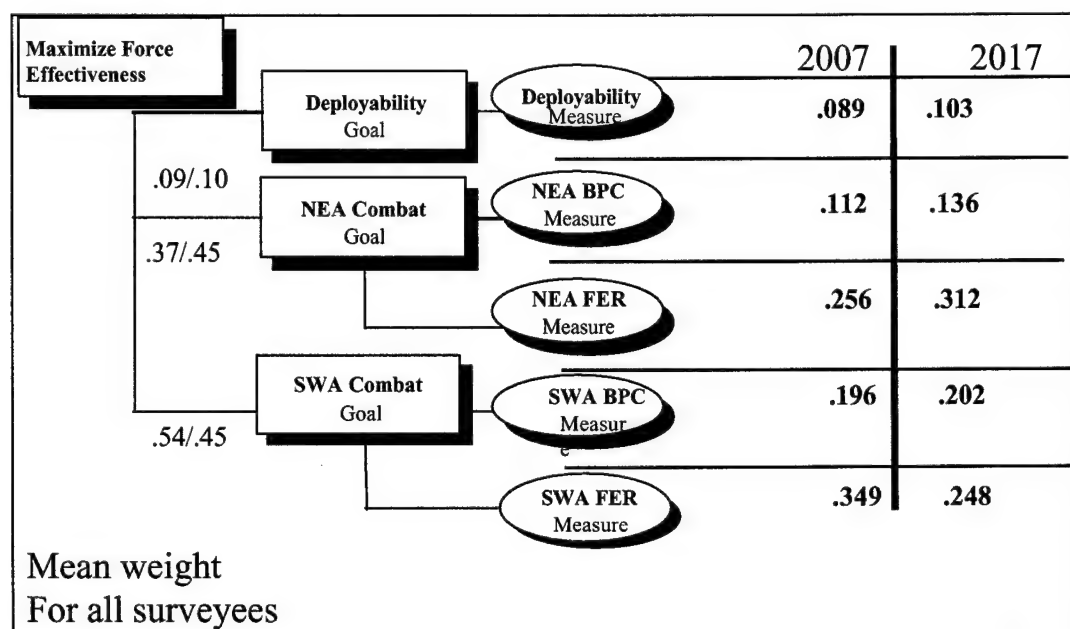 Maximize Force
Effectiveness
2007 2017
Deployability
Goal
Deployability
Measure
.089 .103
.09/.10
NEA Combat
Goal
NEA BPC
Measure
.112 .136
.37/.45
NEA FER
Measure
.256 .312
SWA Combat
Goal
SWA BPC
Measur
e
.196 .202
.54/.45
SWA FER
Measure
.349 .248
Mean weight
For all surveyees